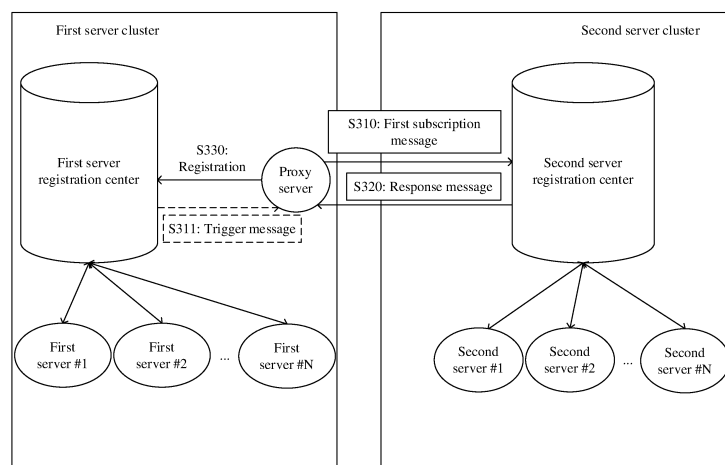 First server cluster
Second server cluster
S310: First subscription
message
S330:
Registration
First server
registration center
Proxy
server
Second server
registration center
S320: Response message
S311: Trigger message
First
server #1
First
server #2
...
First
server #N
Second
server #1
Second
server #2
...
Second
server #N